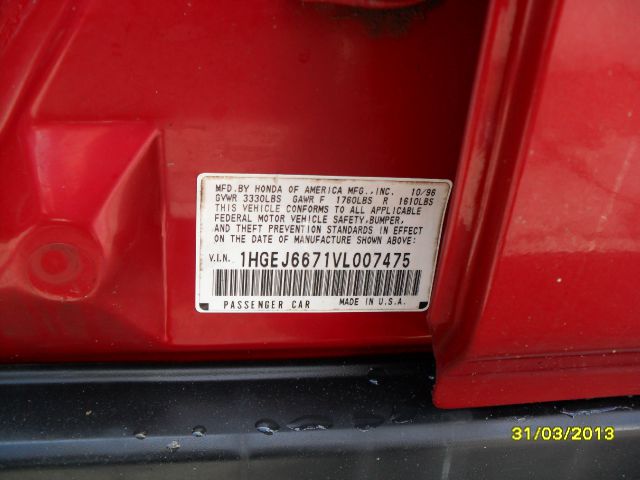 MFD. BY HONDA OF AMERICA MFG., INC. 10/96
GVWR 3330LBS GAWR F 1760LBS R 1610LBS
THIS VEHICLE CONFORMS TO ALL APPLICABLE
FEDERAL MOTOR VEHICLE SAFETY, BUMPER,
AND THEFT PREVENTION STANDARDS IN EFFECT
ON THE DATE OF MANUFACTURE SHOWN ABOVE:
V.I.N. 1HGEJ6671VL007475
PASSENGER CAR MADE IN U.S.A.
31/03/2013